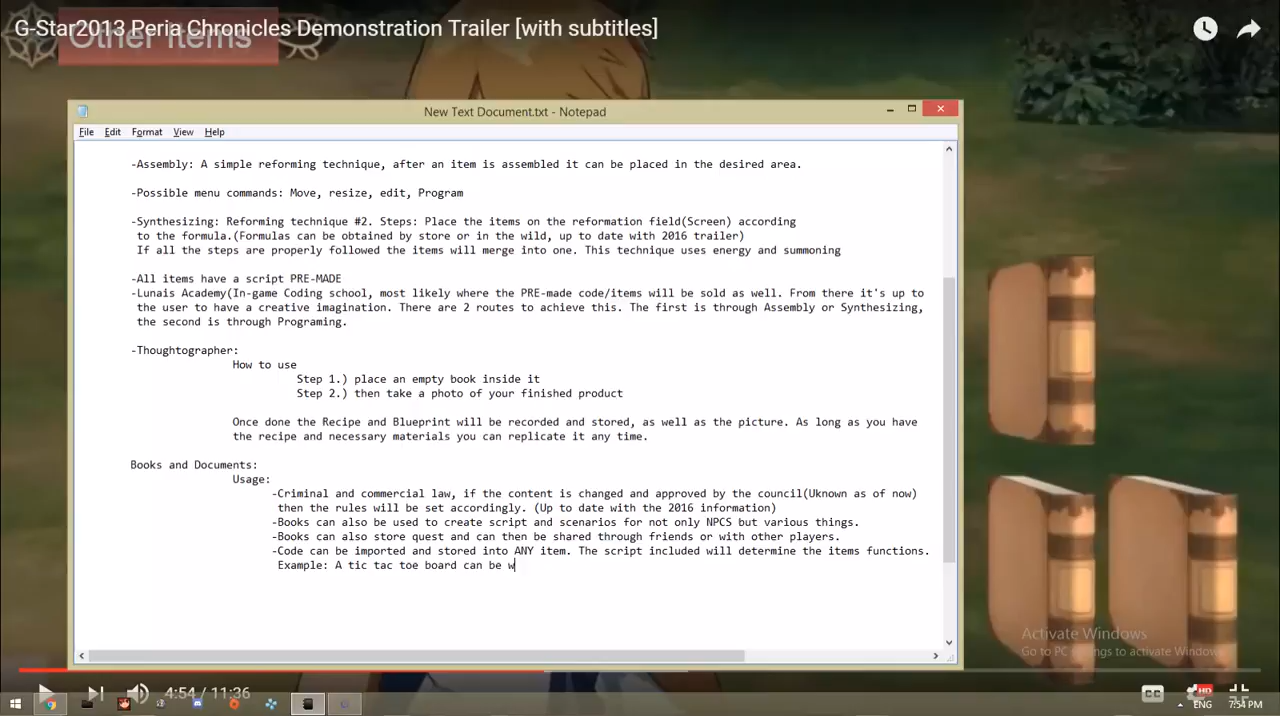 G-Star2013 Peria Chronicles Demonstration Trailer [with subtitles]
Other Items
New Text Document.txt - Notepad
File Edit Format View Help
-Assembly: A simple reforming technique, after an item is assembled it can be placed in the desired area.
-Possible menu commands: Move, resize, edit, Program
-Synthesizing: Reforming technique #2. Steps: Place the items on the reformation field(Screen) according
to the formula.(Formulas can be obtained by store or in the wild, up to date with 2016 trailer)
If all the steps are properly followed the items will merge into one. This technique uses energy and summoning
-All items have a script PRE-MADE
-Lunais Academy(In-game Coding school, most likely where the PRE-made code/items will be sold as well. From there it's up to
the user to have a creative imagination. There are 2 routes to achieve this. The first is through Assembly or Synthesizing,
the second is through Programing.
-Thoughtographer:
How to use
Step 1.) place an empty book inside it
Step 2.) then take a photo of your finished product
Once done the Recipe and Blueprint will be recorded and stored, as well as the picture. As long as you have
the recipe and necessary materials you can replicate it any time.
Books and Documents:
Usage:
-Criminal and commercial law, if the content is changed and approved by the council(Uknown as of now)
then the rules will be set accordingly. (Up to date with the 2016 information)
-Books can also be used to create script and scenarios for not only NPCS but various things.
-Books can also store quest and can then be shared through friends or with other players.
-Code can be imported and stored into ANY item. The script included will determine the items functions.
Example: A tic tac toe board can be w
Activate Windows
Go to PC settings to activate Windows.
4:54 / 11:36
CC
HD
ENG
7:54 PM